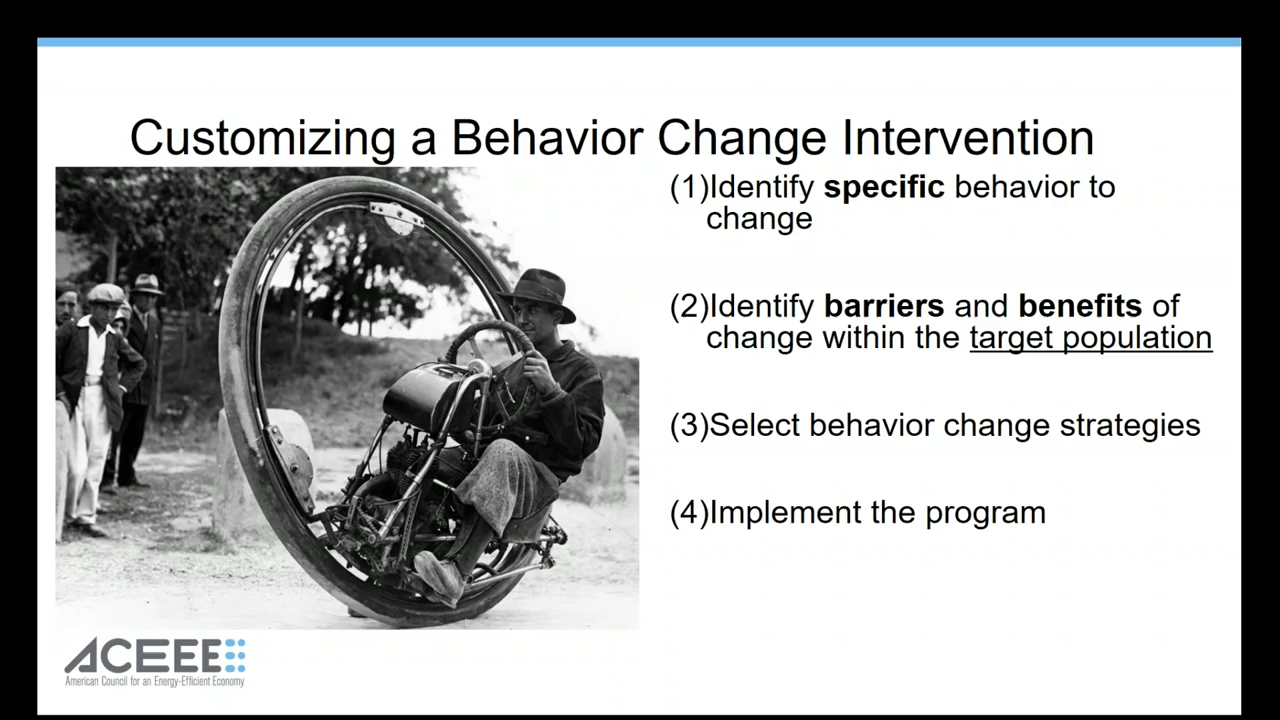 Customizing a Behavior Change Intervention
(1)Identify specific behavior to
change
(2)Identify barriers and benefits of
change within the target population
(3)Select behavior change strategies
(4)Implement the program
ACEEE
American Council for an Energy-Efficient Economy